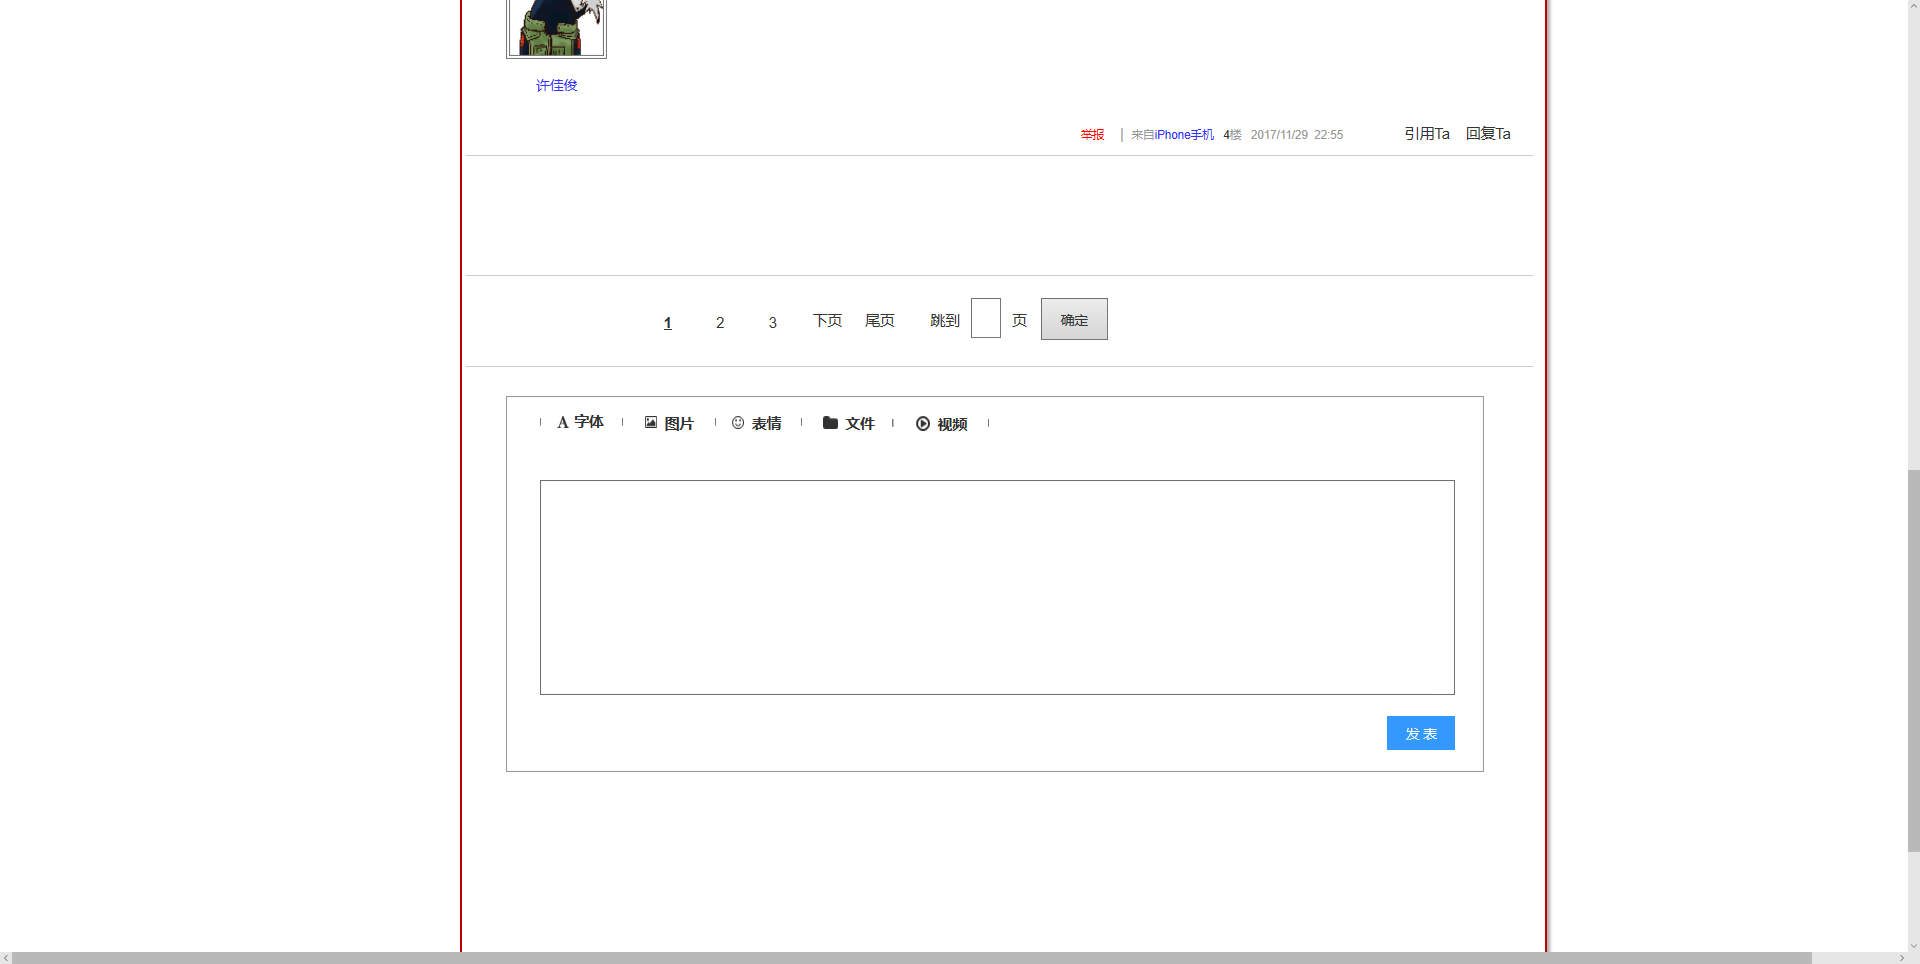 许佳俊
举报 | 来自iPhone手机 4楼 2017/11/29 22:55 引用Ta 回复Ta
1 2 3 下页 尾页 跳到 页 确定
A 字体 图片 表情 文件 视频
发表